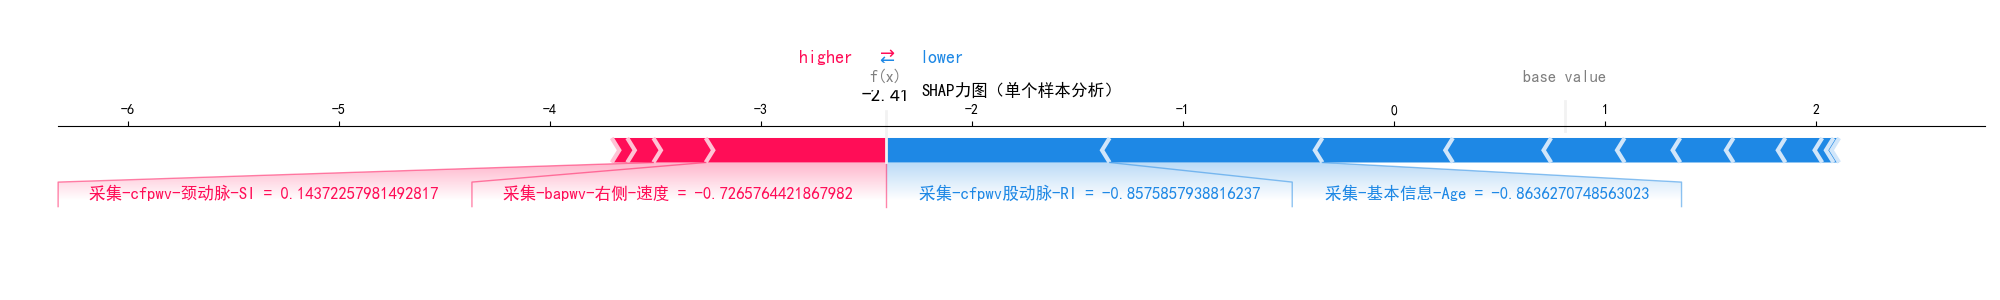 higher ⇄ lower
f(x)
base value
-2.41
SHAP力图（单个样本分析）
-6 -5 -4 -3 -2 -1 0 1 2
采集-cfpwv-颈动脉-SI = 0.14372257981492817
采集-bapwv-右侧-速度 = -0.7265764421867982
采集-cfpwv股动脉-RI = -0.8575857938816237
采集-基本信息-Age = -0.8636270748563023